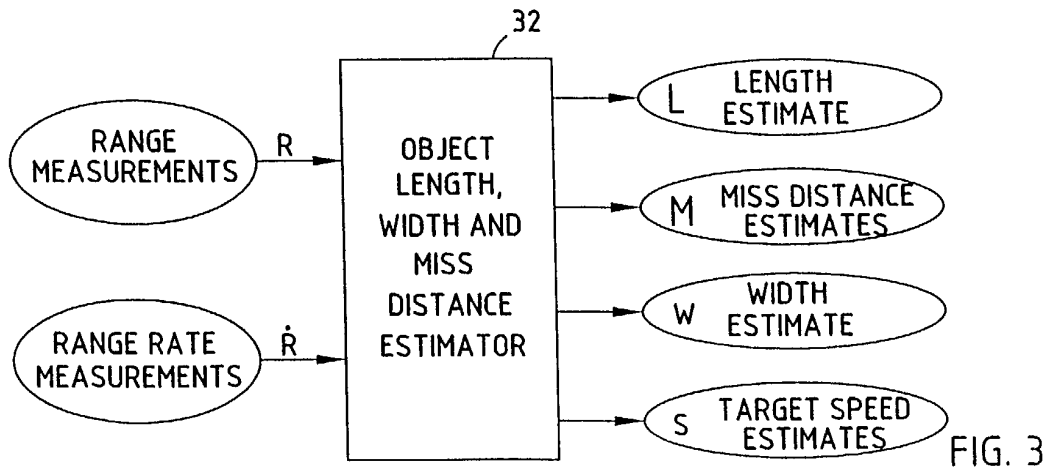 32
RANGE
MEASUREMENTS
R
RANGE RATE
MEASUREMENTS
Ṙ
OBJECT
LENGTH,
WIDTH AND
MISS
DISTANCE
ESTIMATOR
L LENGTH
ESTIMATE
M MISS DISTANCE
ESTIMATES
W WIDTH
ESTIMATE
S TARGET SPEED
ESTIMATES
FIG. 3